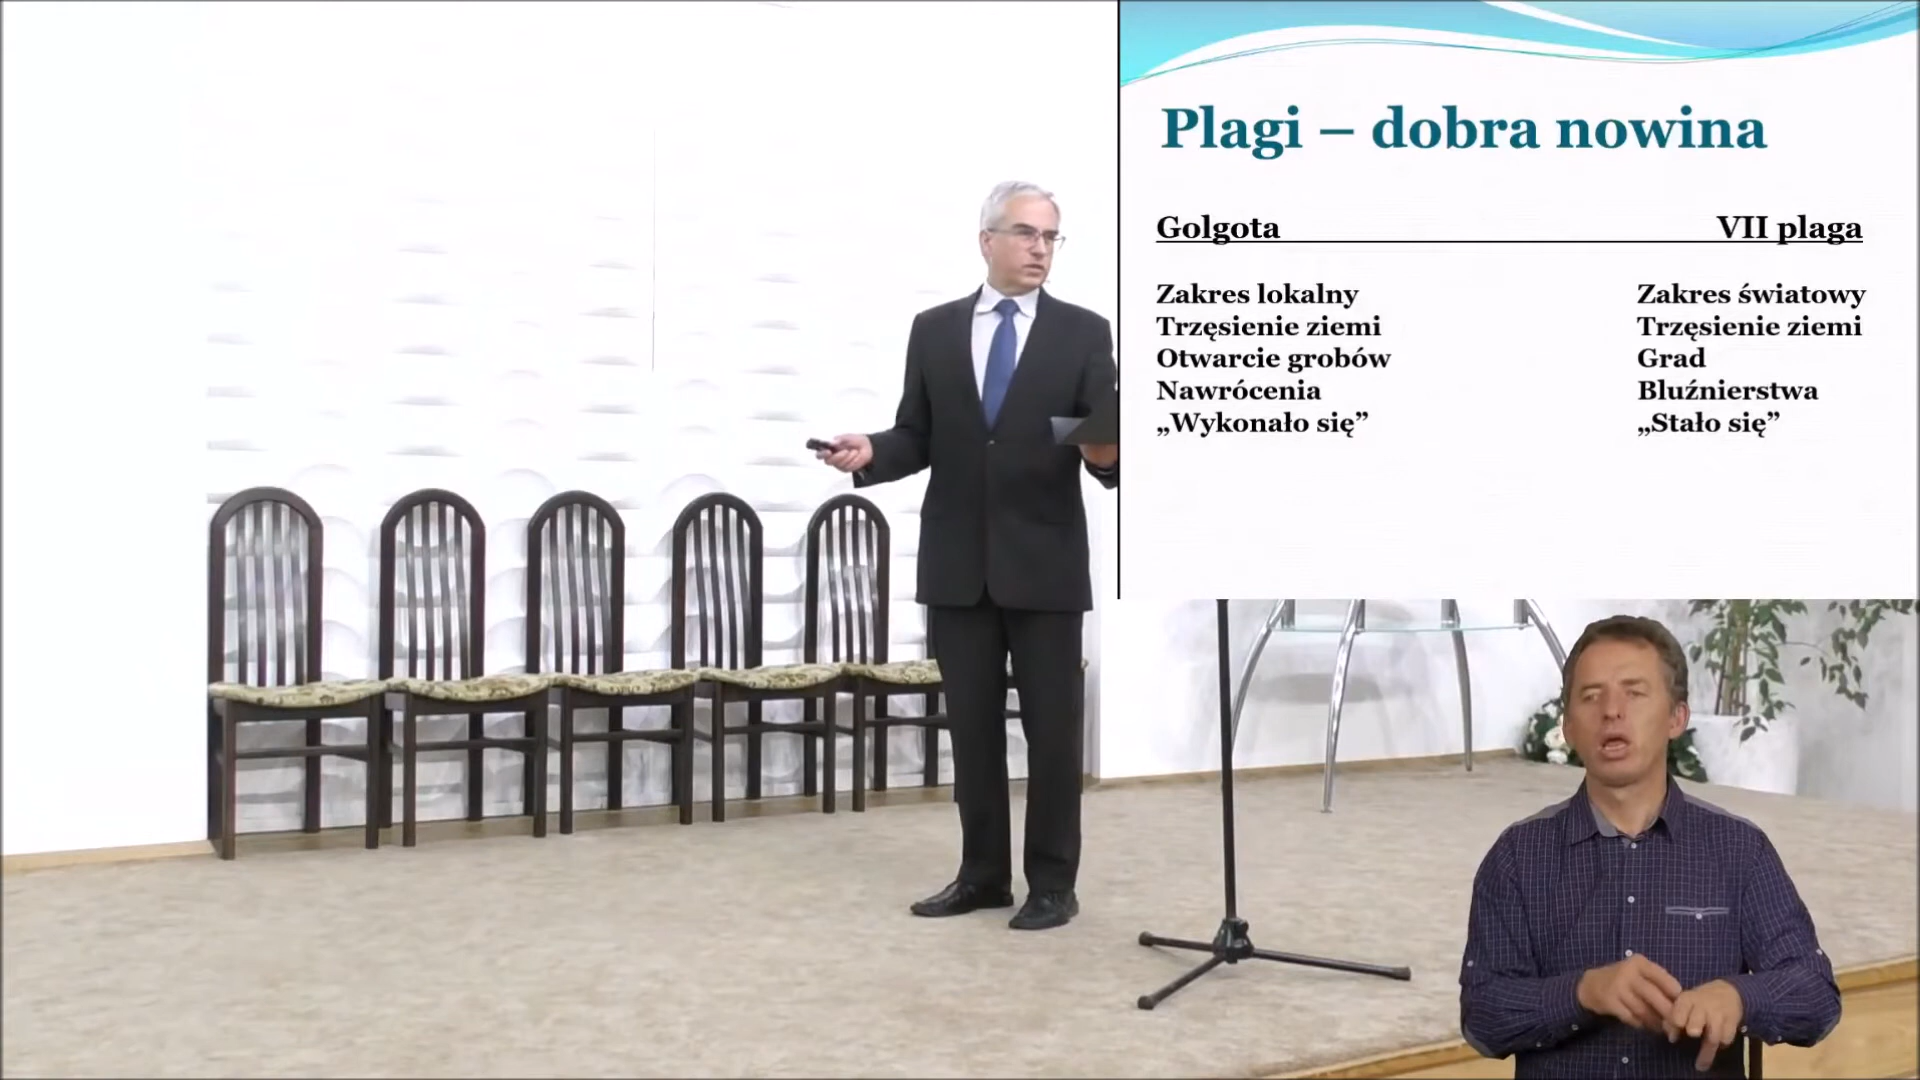 Plagi – dobra nowina
Golgota VII plaga
Zakres lokalny Zakres światowy
Trzęsienie ziemi Trzęsienie ziemi
Otwarcie grobów Grad
Nawrócenia Bluźnierstwa
„Wykonało się” „Stało się”